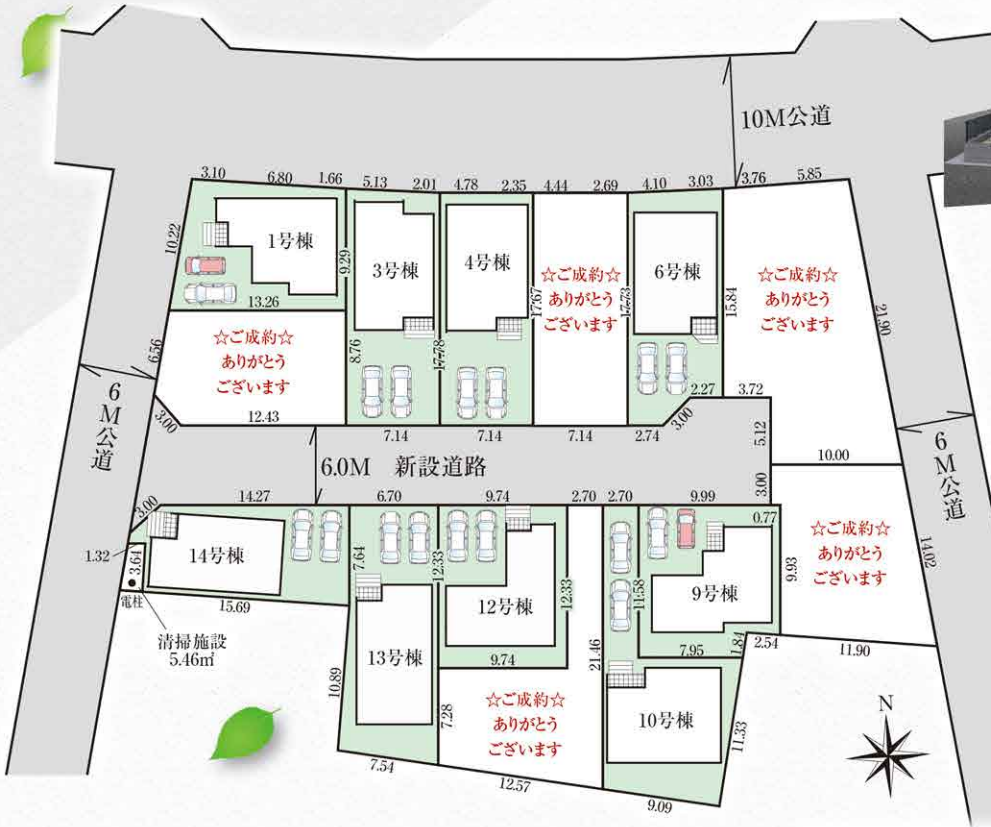 10M公道
3.10
6.80
1.66
5.13
2.01
4.78
2.35
4.44
2.69
4.10
3.03
3.76
5.85
10.22
1号棟
9.29
13.26
3号棟
8.76
17.78
4号棟
17.67
☆ご成約☆
ありがとう
ございます
17.73
6号棟
15.84
☆ご成約☆
ありがとう
ございます
21.90
6.56
☆ご成約☆
ありがとう
ございます
12.43
3.00
7.14
7.14
7.14
2.74
3.00
2.27
3.72
5.12
10.00
6M公道
6.0M 新設道路
6M公道
3.00
14.27
6.70
9.74
2.70
2.70
9.99
3.00
0.77
☆ご成約☆
ありがとう
ございます
9.93
14.02
1.32
3.64
14号棟
15.69
電柱
清掃施設
5.46㎡
7.64
12.33
12号棟
12.33
9.74
11.58
9号棟
7.95
1.84
2.54
11.90
13号棟
10.89
7.54
7.28
☆ご成約☆
ありがとう
ございます
12.57
21.46
10号棟
11.33
9.09
N